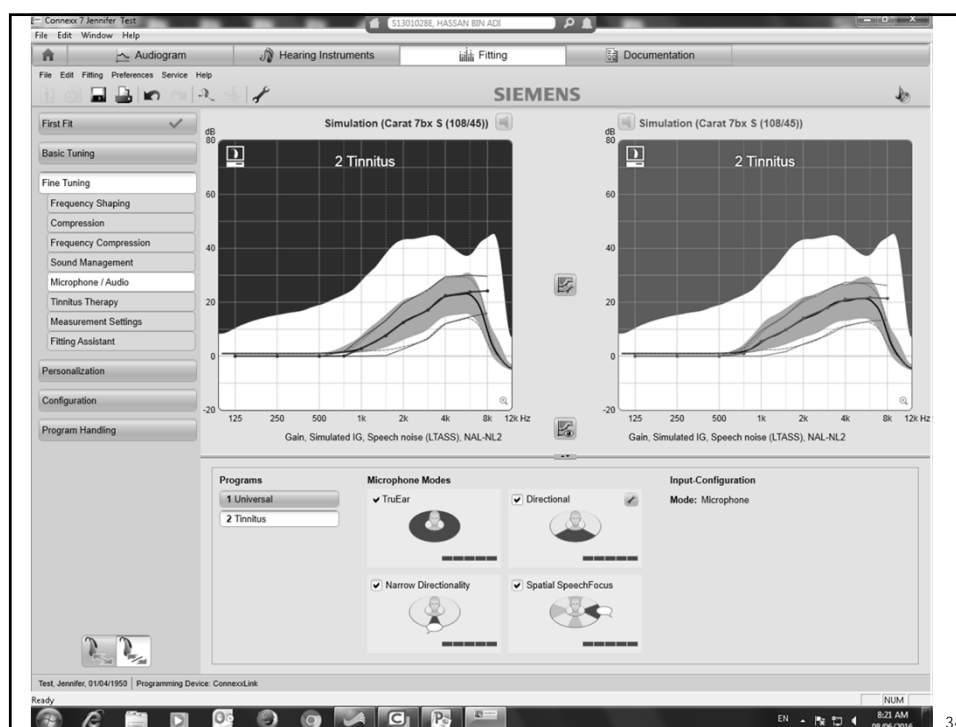 Connexx 7 Jennifer Test
S1301028E, HASSAN BIN ADI
File Edit Window Help
Audiogram Hearing Instruments Fitting Documentation
File Edit Fitting Preferences Service Help
SIEMENS
First Fit
Basic Tuning
Fine Tuning
Frequency Shaping
Compression
Frequency Compression
Sound Management
Microphone / Audio
Tinnitus Therapy
Measurement Settings
Fitting Assistant
Personalization
Configuration
Program Handling
Simulation (Carat 7bx S (108/45))
dB
80
60
40
20
0
-20
2 Tinnitus
125 250 500 1k 2k 4k 8k 12k Hz
Gain, Simulated IG, Speech noise (LTASS), NAL-NL2
Simulation (Carat 7bx S (108/45))
dB
80
60
40
20
0
-20
2 Tinnitus
125 250 500 1k 2k 4k 8k 12k Hz
Gain, Simulated IG, Speech noise (LTASS), NAL-NL2
Programs
1 Universal
2 Tinnitus
Microphone Modes
TruEar
Directional
Narrow Directionality
Spatial SpeechFocus
Input-Configuration
Mode: Microphone
Test, Jennifer, 01/04/1950 Programming Device: ConnexxLink
Ready
NUM
EN
8:21 AM
08/06/2016